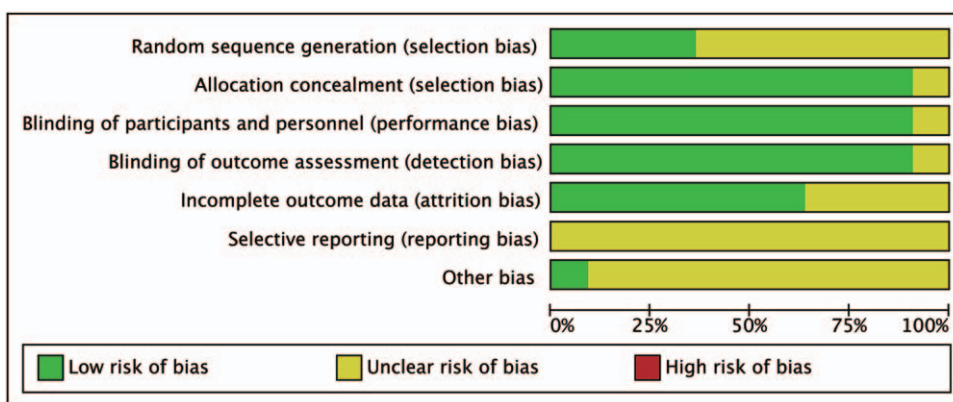 Random sequence generation (selection bias)
Allocation concealment (selection bias)
Blinding of participants and personnel (performance bias)
Blinding of outcome assessment (detection bias)
Incomplete outcome data (attrition bias)
Selective reporting (reporting bias)
Other bias
0% 25% 50% 75% 100%
Low risk of bias Unclear risk of bias High risk of bias